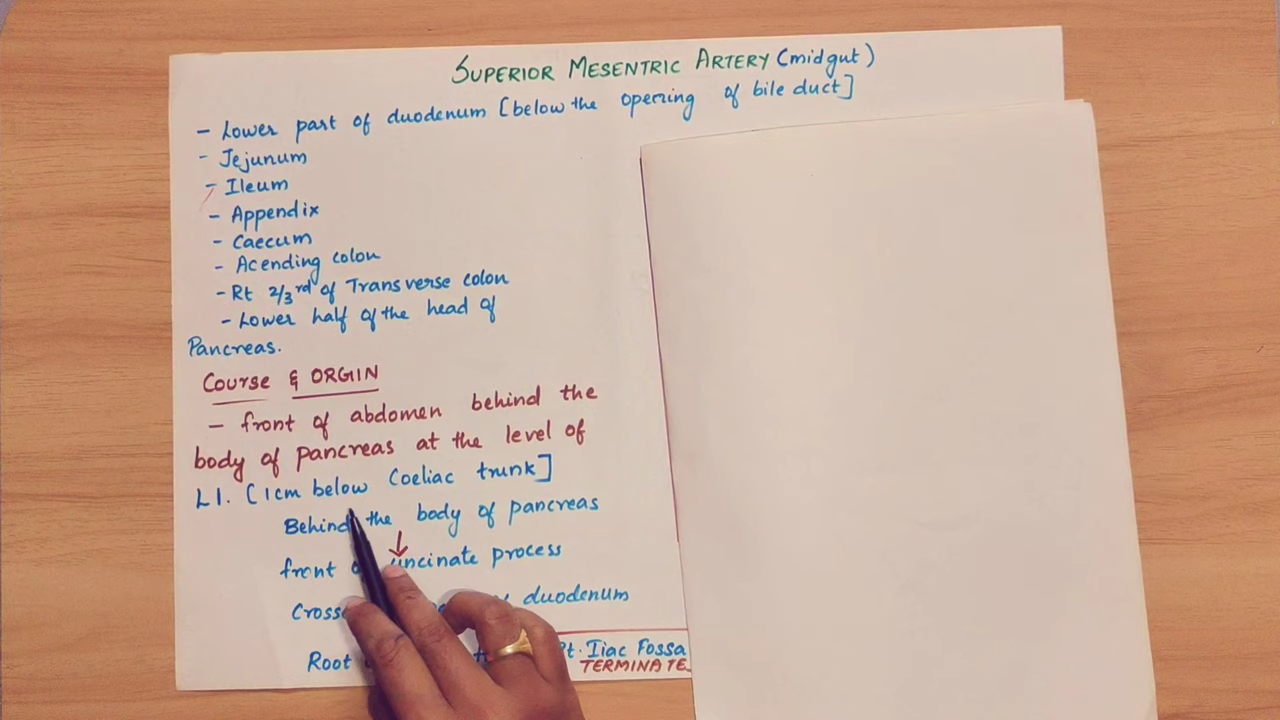 SUPERIOR MESENTRIC ARTERY (midgut)
- Lower part of duodenum [below the opening of bile duct]
- Jejunum
- Ileum
- Appendix
- Caecum
- Acending colon
- Rt 2/3rd of Transverse colon
- Lower half of the head of
Pancreas.
Course & ORGIN
- front of abdomen behind the
body of pancreas at the level of
L1. [1cm below Coeliac trunk]
Behind the body of pancreas
front uncinate process
duodenum
Root Rt. Iiac Fossa
TERMINATE